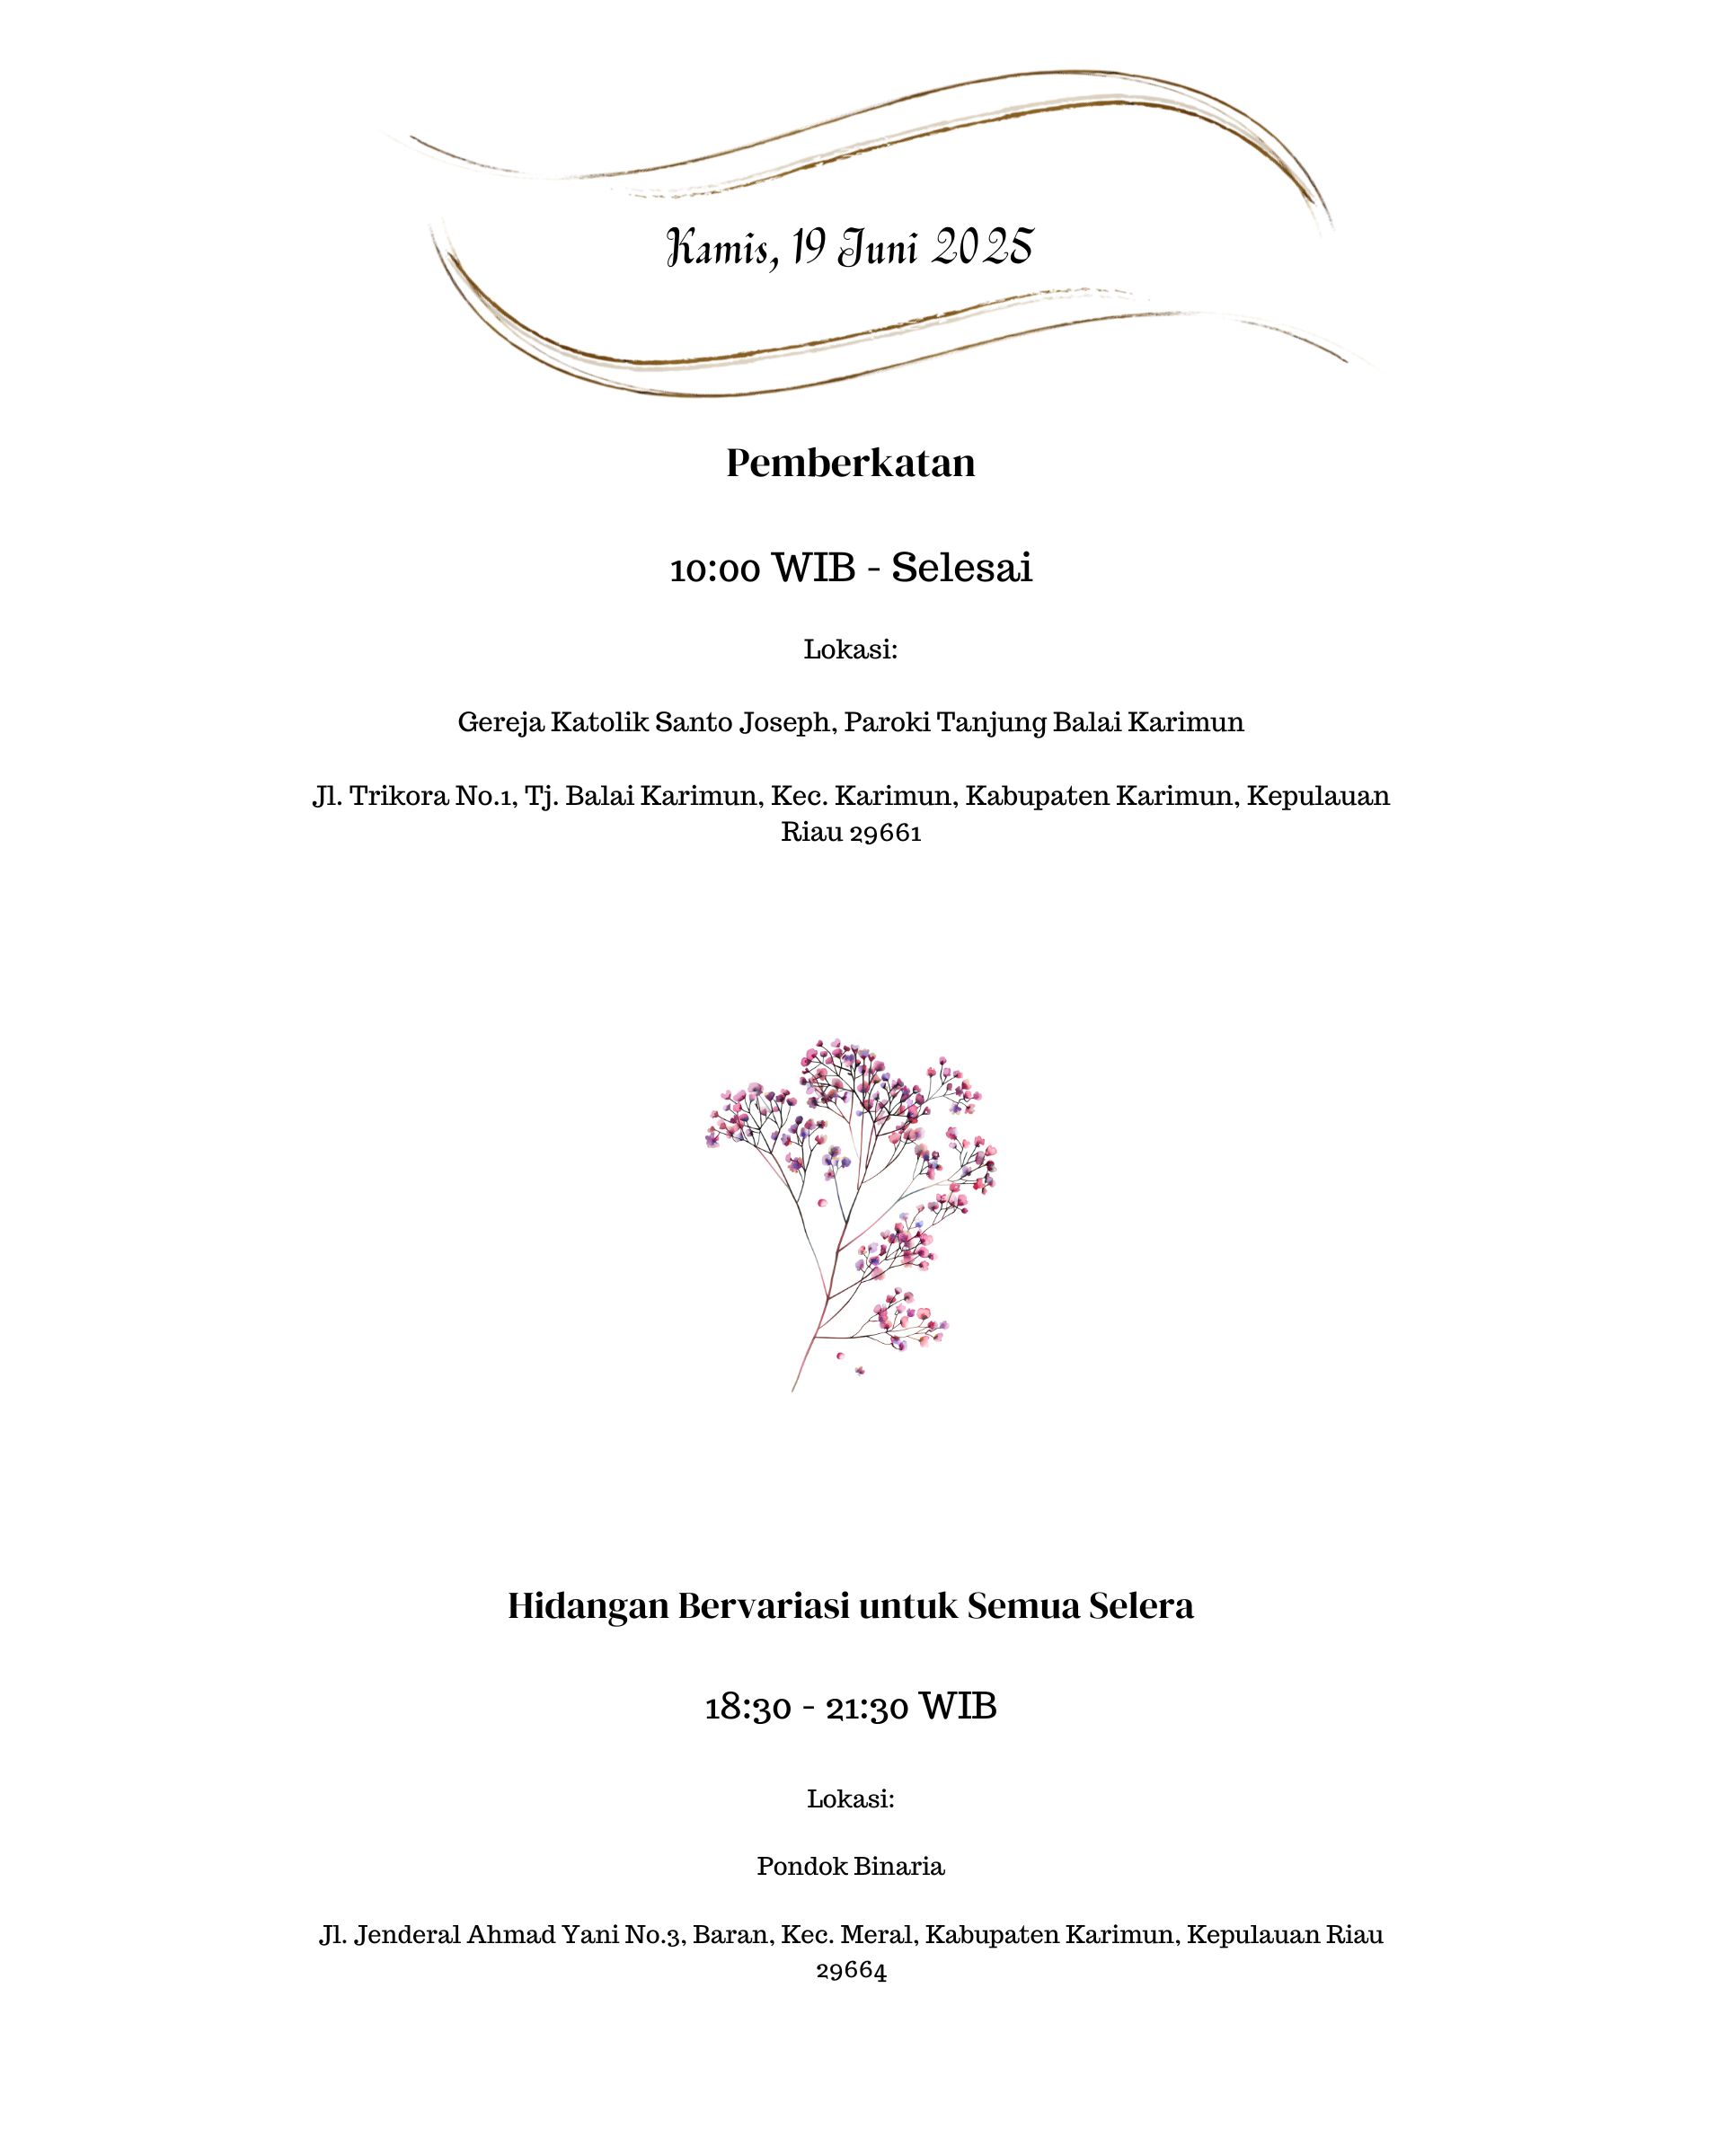 Kamis, 19 Juni 2025
Pemberkatan
10:00 WIB - Selesai
Lokasi:
Gereja Katolik Santo Joseph, Paroki Tanjung Balai Karimun
Jl. Trikora No.1, Tj. Balai Karimun, Kec. Karimun, Kabupaten Karimun, Kepulauan
Riau 29661
Hidangan Bervariasi untuk Semua Selera
18:30 - 21:30 WIB
Lokasi:
Pondok Binaria
Jl. Jenderal Ahmad Yani No.3, Baran, Kec. Meral, Kabupaten Karimun, Kepulauan Riau
29664